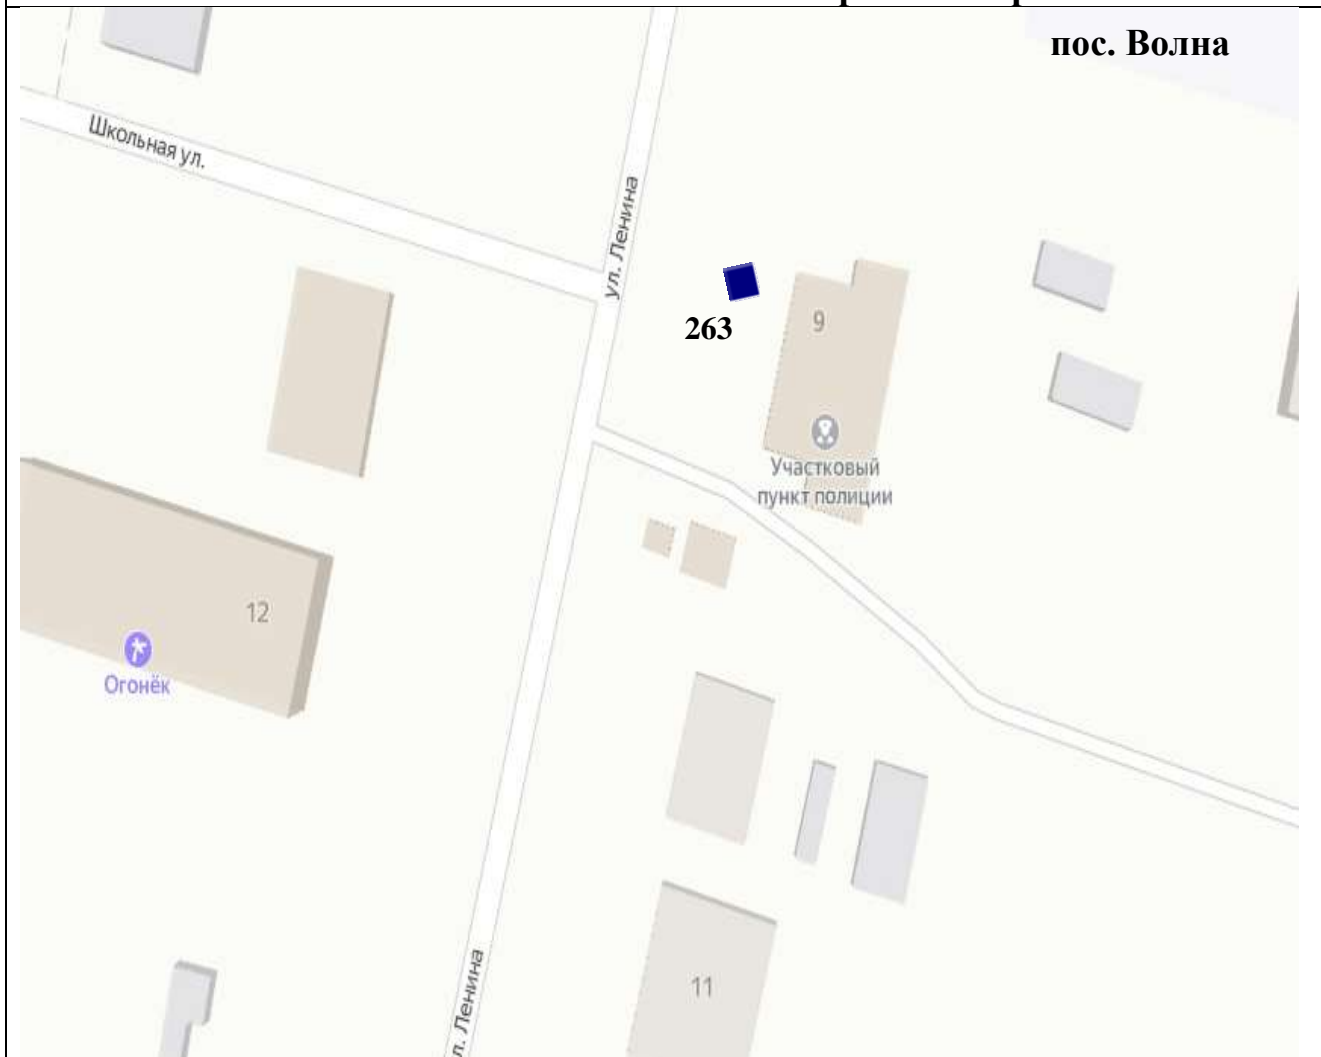 пос. Волна
Школьная ул.
ул. Ленина
263
9
Участковый
пункт полиции
12
Огонёк
11
л. Ленина